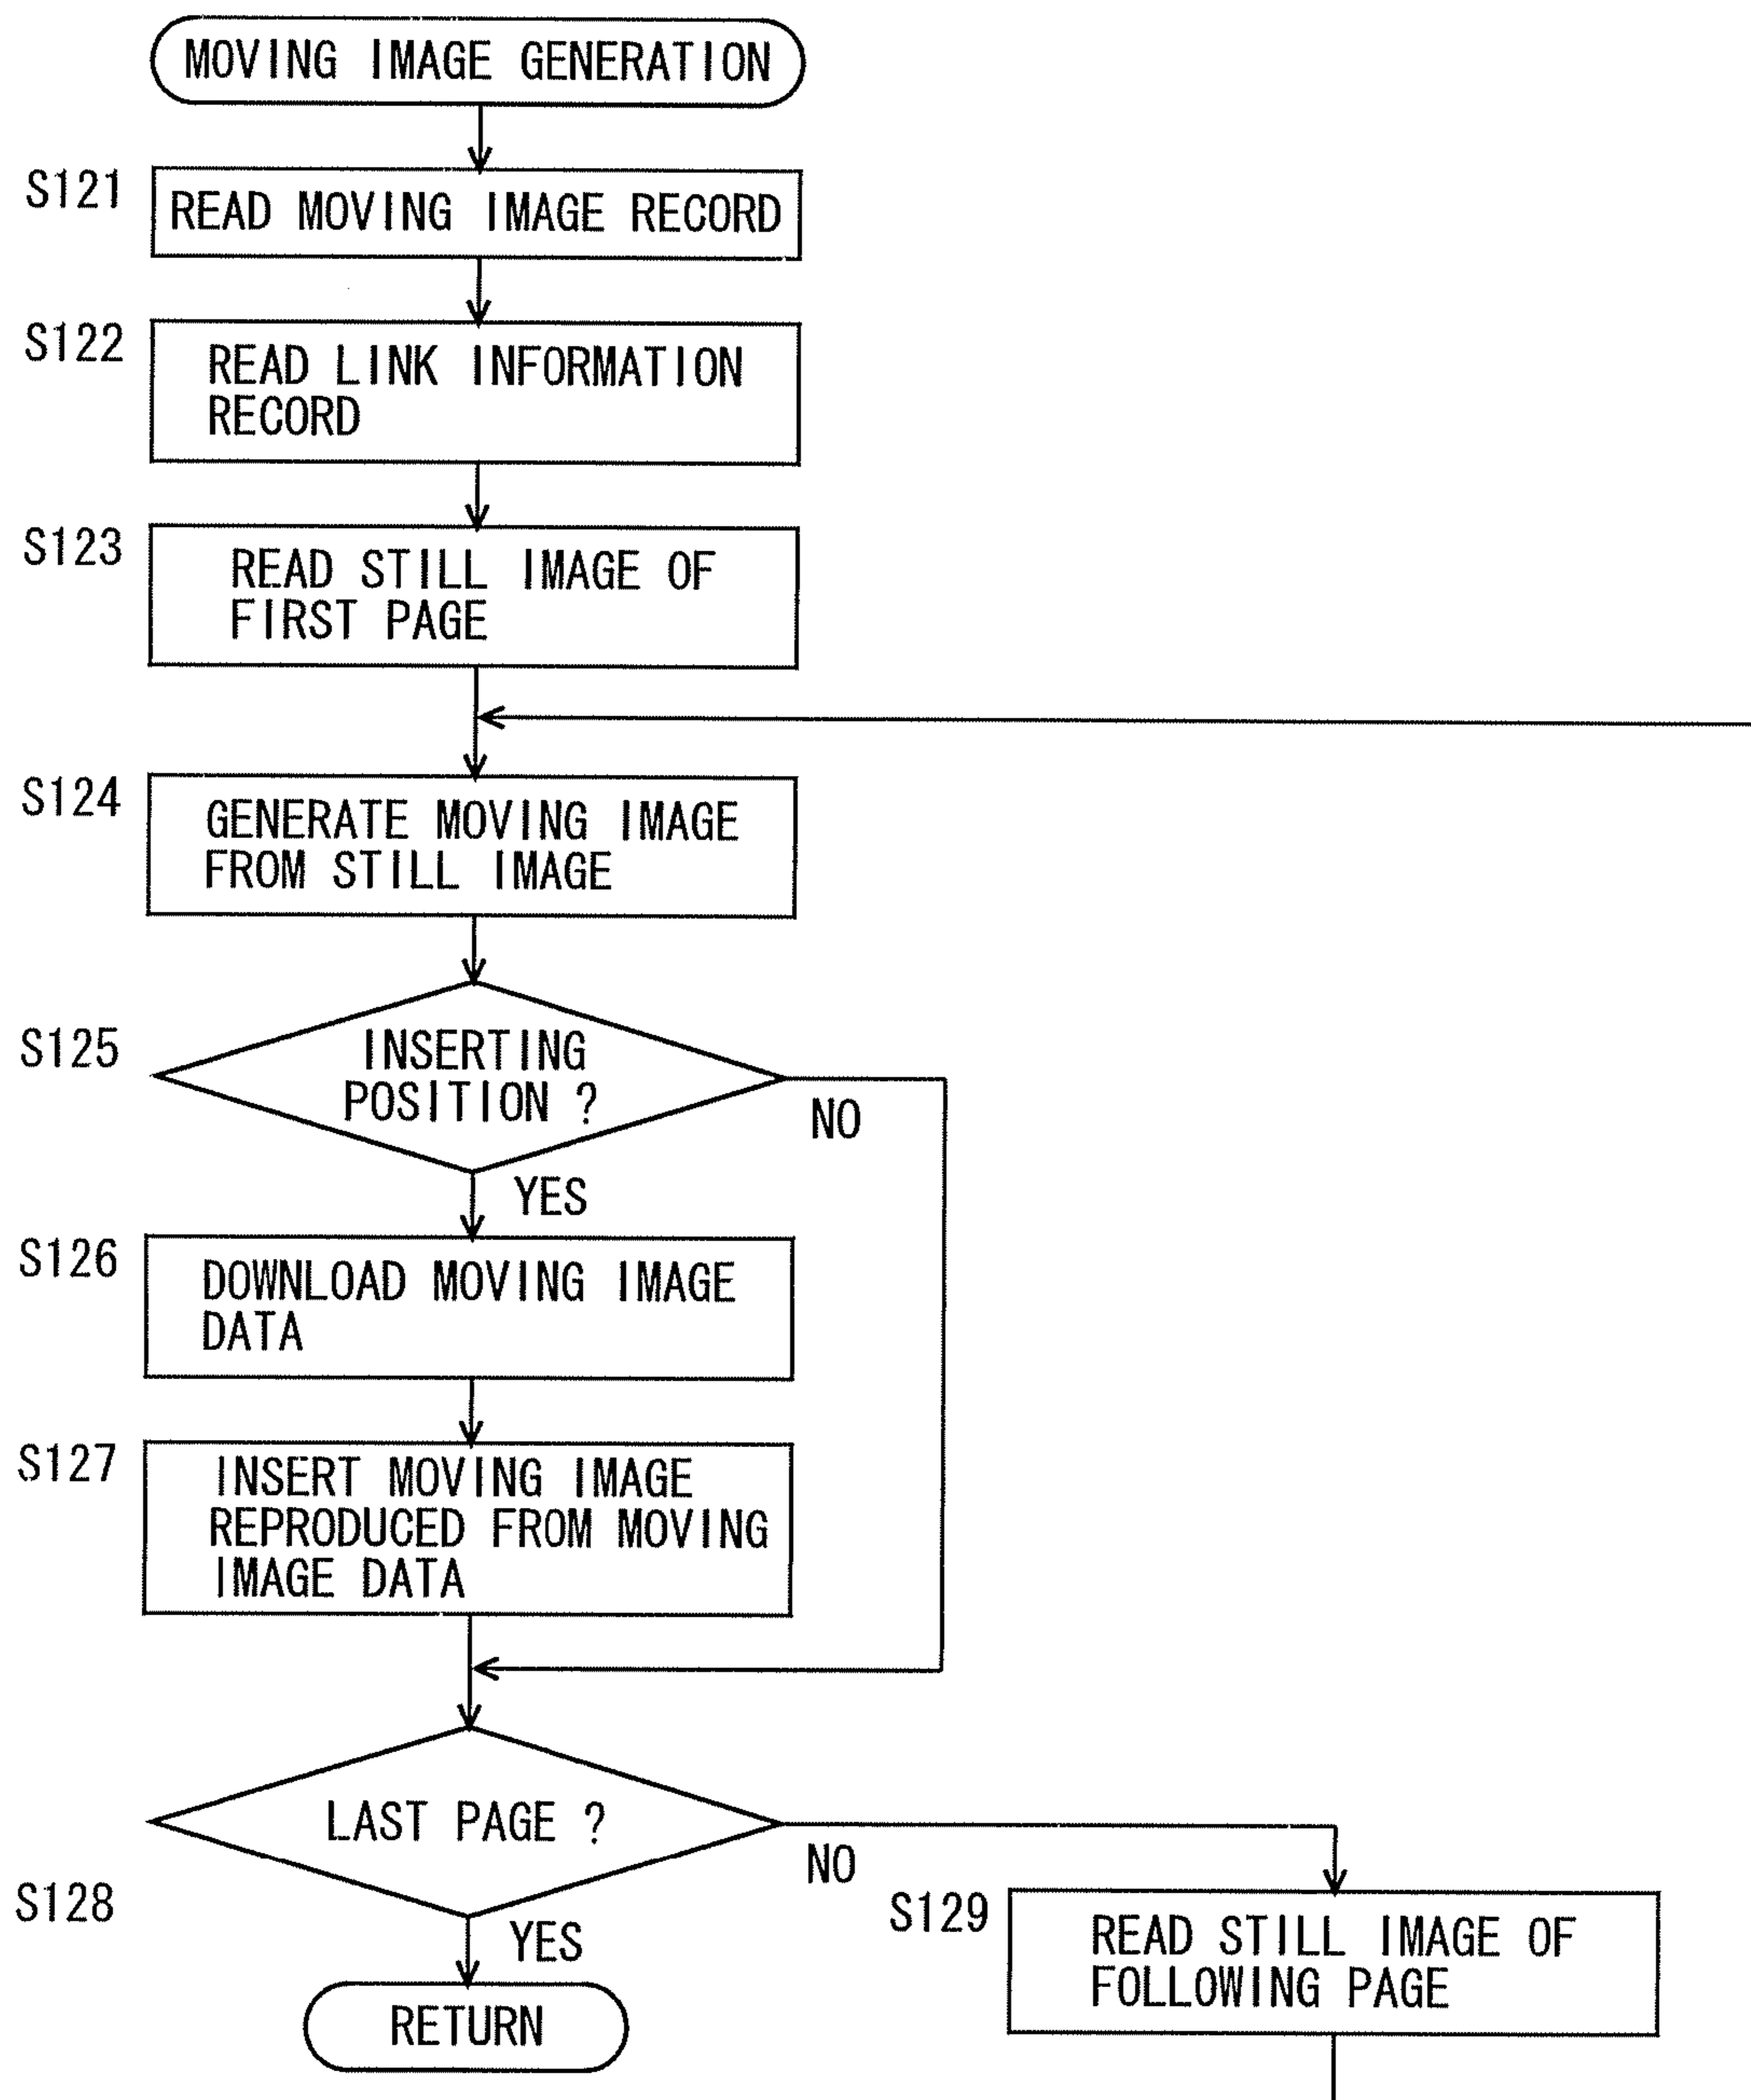 MOVING IMAGE GENERATION
S121
READ MOVING IMAGE RECORD
S122
READ LINK INFORMATION
RECORD
S123
READ STILL IMAGE OF
FIRST PAGE
S124
GENERATE MOVING IMAGE
FROM STILL IMAGE
S125
INSERTING
POSITION ?
NO
YES
S126
DOWNLOAD MOVING IMAGE
DATA
S127
INSERT MOVING IMAGE
REPRODUCED FROM MOVING
IMAGE DATA
LAST PAGE ?
NO
S128
YES
S129
READ STILL IMAGE OF
FOLLOWING PAGE
RETURN